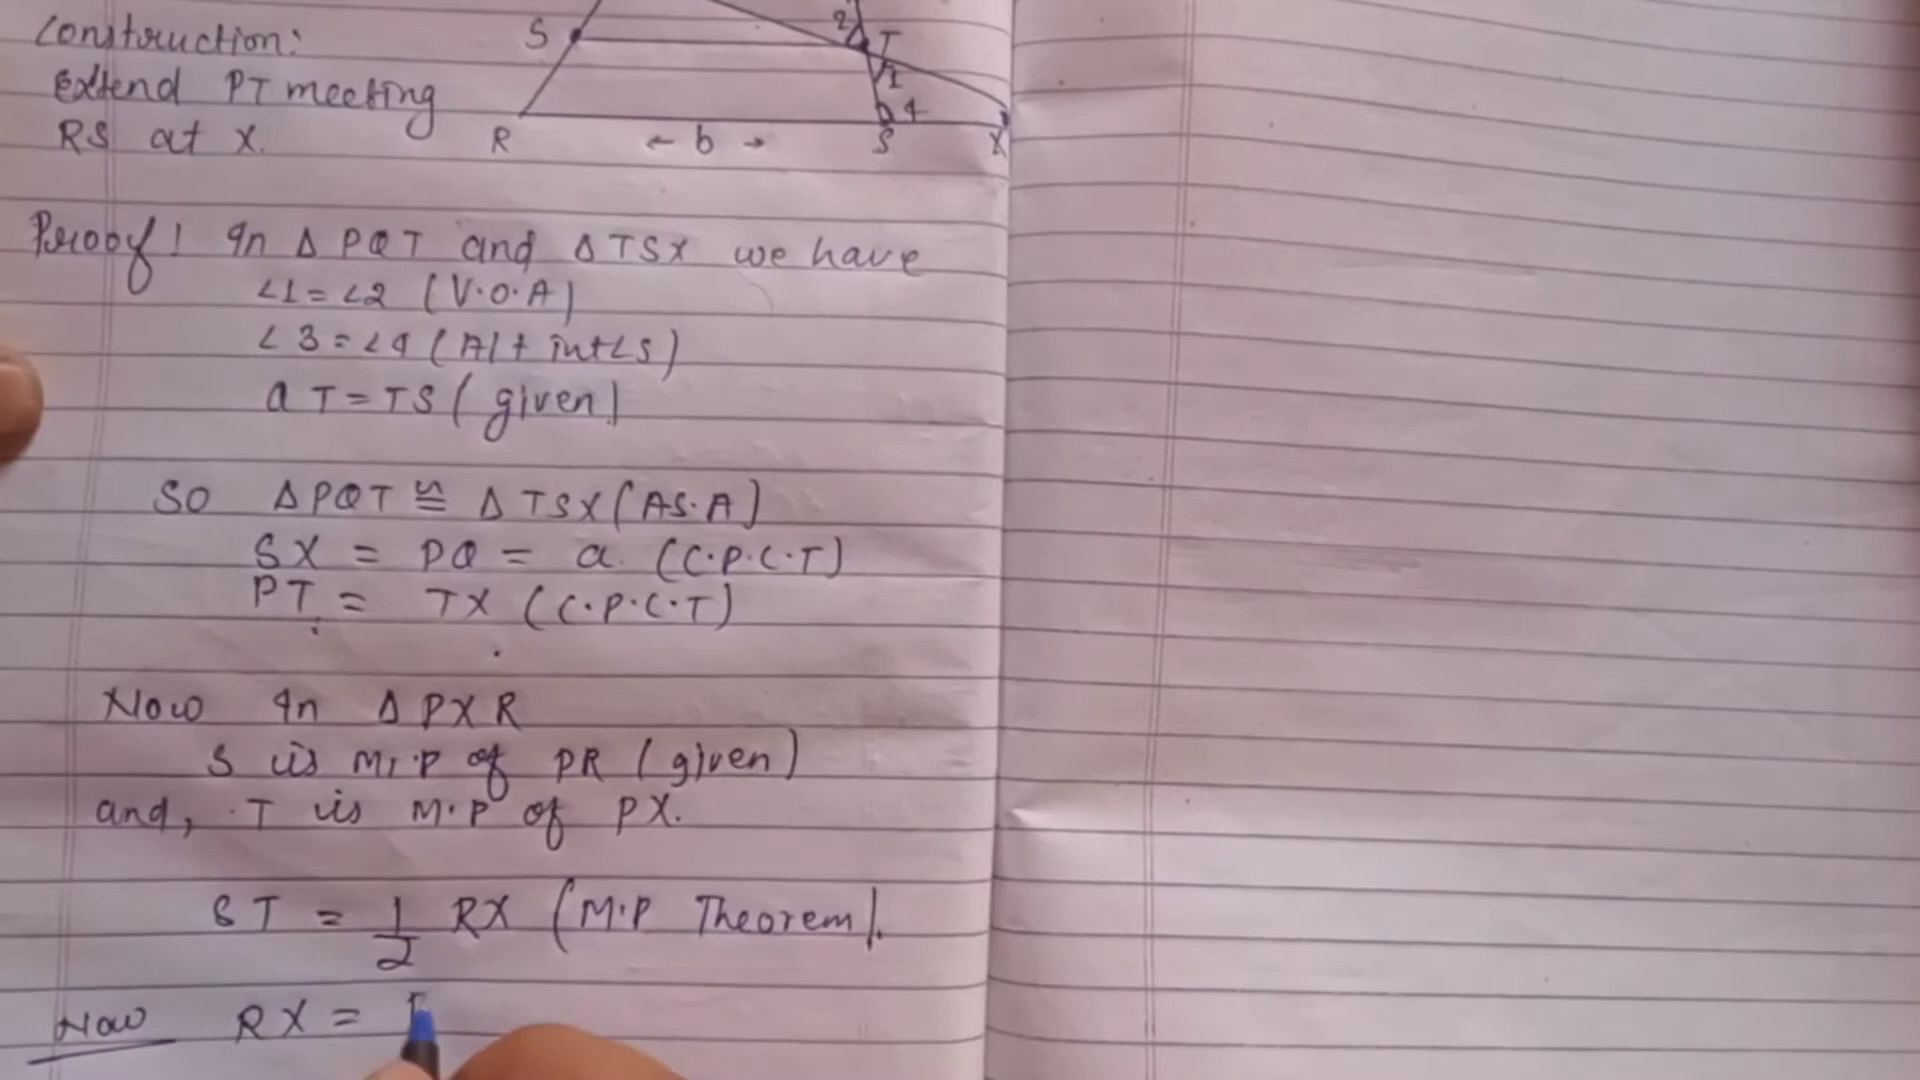 Construction:
Extend PT meeting
RS at X.
S 2 T
1
4
R ← b → S X
Proof! In Δ PQT and Δ TSX we have
∠1 = ∠2 (V.O.A)
∠3 = ∠4 (Alt int∠s)
QT = TS (given)
So ΔPQT ≅ Δ TSX (AS.A)
SX = PQ = a. (C.P.C.T)
PT = TX (C.P.C.T)
Now In Δ PXR
S is M.P of PR (given)
and, T is M.P of PX.
ST = 1/2 RX (M.P Theorem).
Now RX =